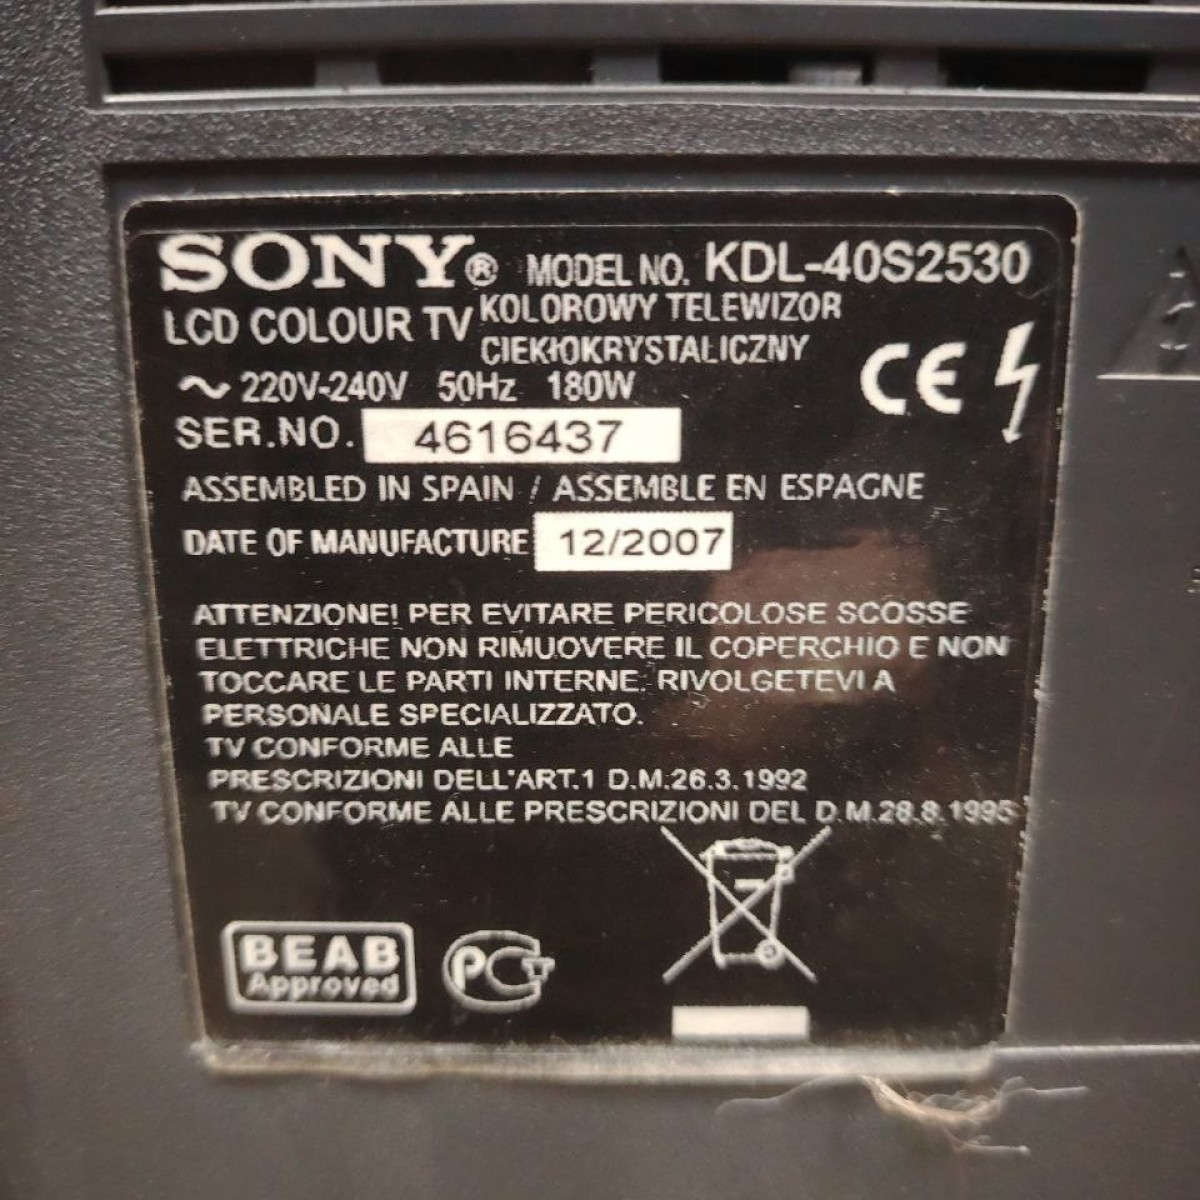 SONY® MODEL NO. KDL-40S2530
LCD COLOUR TV KOLOROWY TELEWIZOR
CIEKŁOKRYSTALICZNY
~ 220V-240V 50Hz 180W
CE
SER.NO. 4616437
ASSEMBLED IN SPAIN / ASSEMBLE EN ESPAGNE
DATE OF MANUFACTURE 12/2007
ATTENZIONE! PER EVITARE PERICOLOSE SCOSSE
ELETTRICHE NON RIMUOVERE IL COPERCHIO E NON
TOCCARE LE PARTI INTERNE. RIVOLGETEVI A
PERSONALE SPECIALIZZATO.
TV CONFORME ALLE
PRESCRIZIONI DELL'ART.1 D.M.26.3.1992
TV CONFORME ALLE PRESCRIZIONI DEL D.M.28.8.1995
BEAB
Approved
PCT